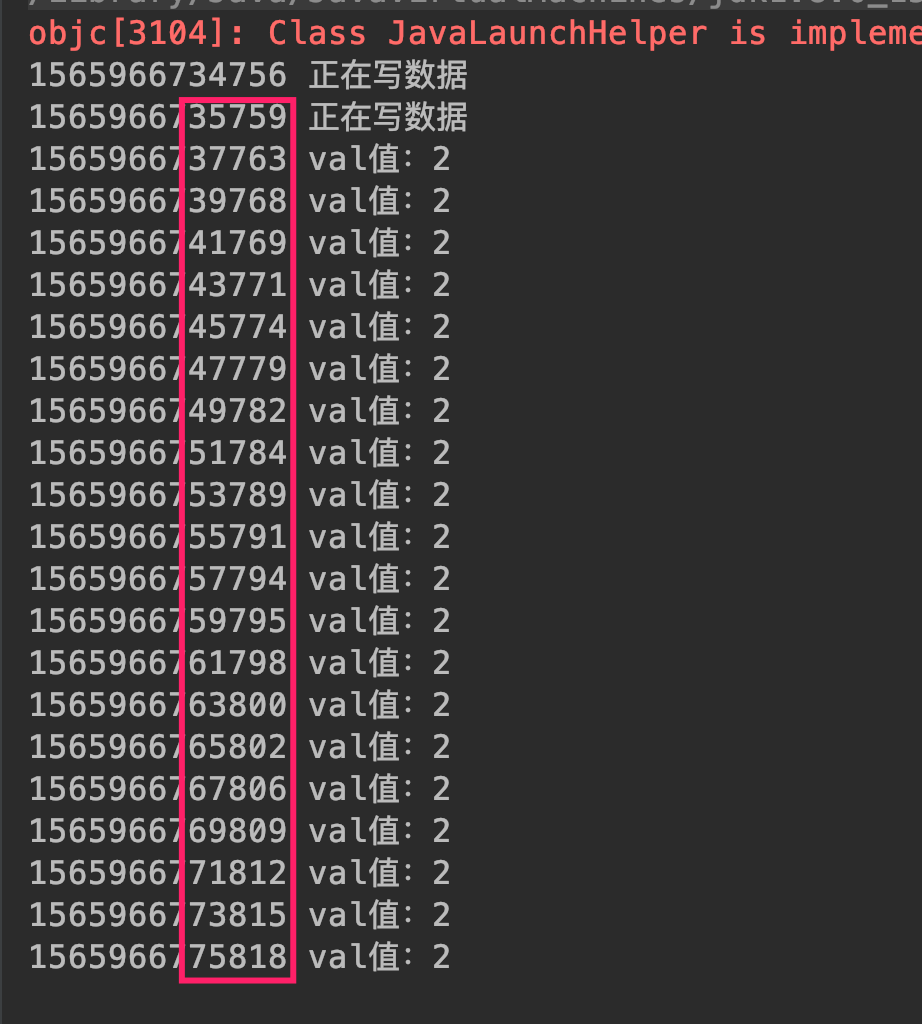 /Library/Java/JavaVirtualMachines/jdk1.8.0_
objc[3104]: Class JavaLaunchHelper is impleme
1565966734756 正在写数据
1565966735759 正在写数据
1565966737763 val值：2
1565966739768 val值：2
1565966741769 val值：2
1565966743771 val值：2
1565966745774 val值：2
1565966747779 val值：2
1565966749782 val值：2
1565966751784 val值：2
1565966753789 val值：2
1565966755791 val值：2
1565966757794 val值：2
1565966759795 val值：2
1565966761798 val值：2
1565966763800 val值：2
1565966765802 val值：2
1565966767806 val值：2
1565966769809 val值：2
1565966771812 val值：2
1565966773815 val值：2
1565966775818 val值：2